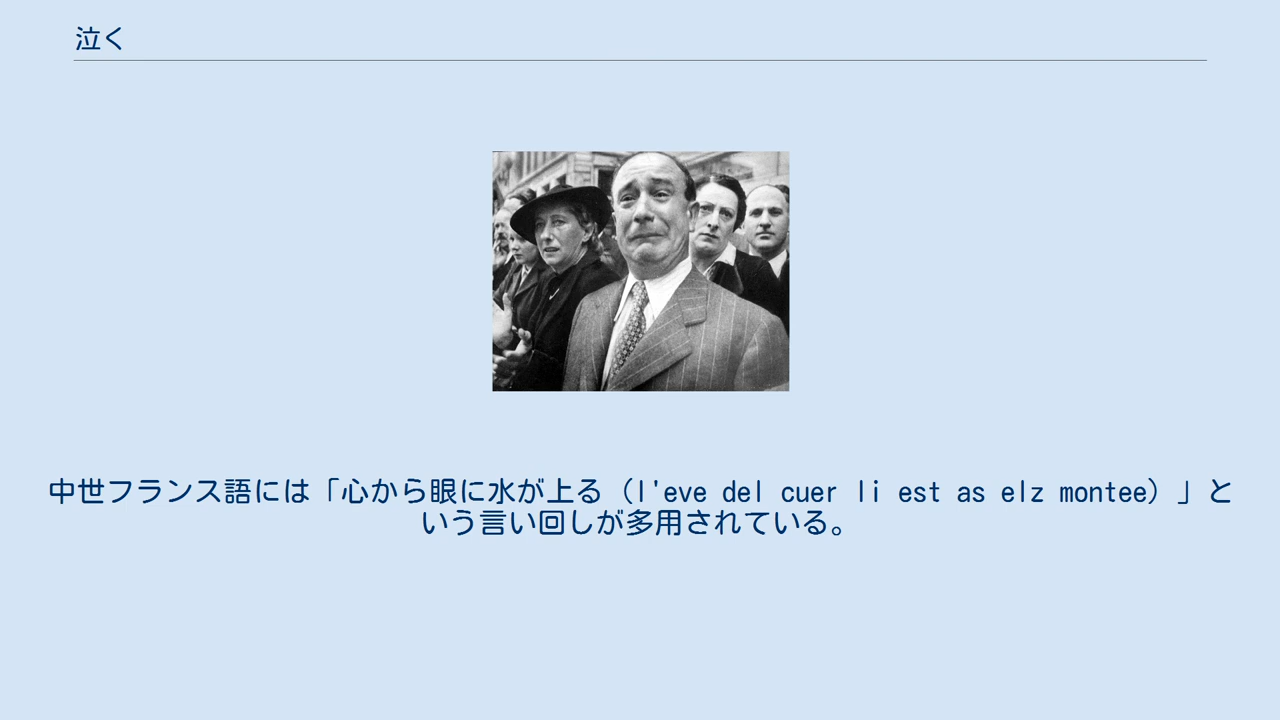 泣く
中世フランス語には「心から眼に水が上る（l'eve del cuer li est as elz montee）」と
いう言い回しが多用されている。